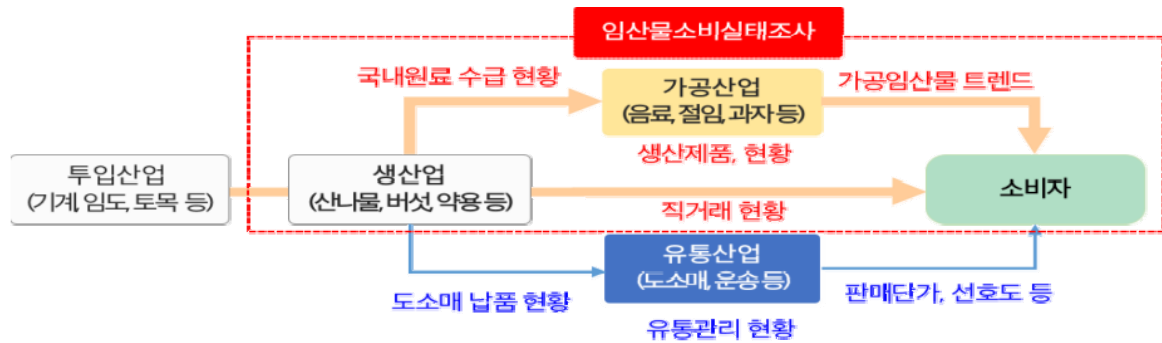 임산물소비실태조사
국내원료 수급 현황
가공산업
(음료, 절임, 과자 등)
가공임산물 트렌드
생산제품, 현황
투입산업
(기계, 임도, 토목 등)
생산업
(산나물, 버섯, 약용 등)
소비자
직거래 현황
유통산업
(도소매, 운송 등)
도소매 납품 현황
판매단가, 선호도 등
유통관리 현황